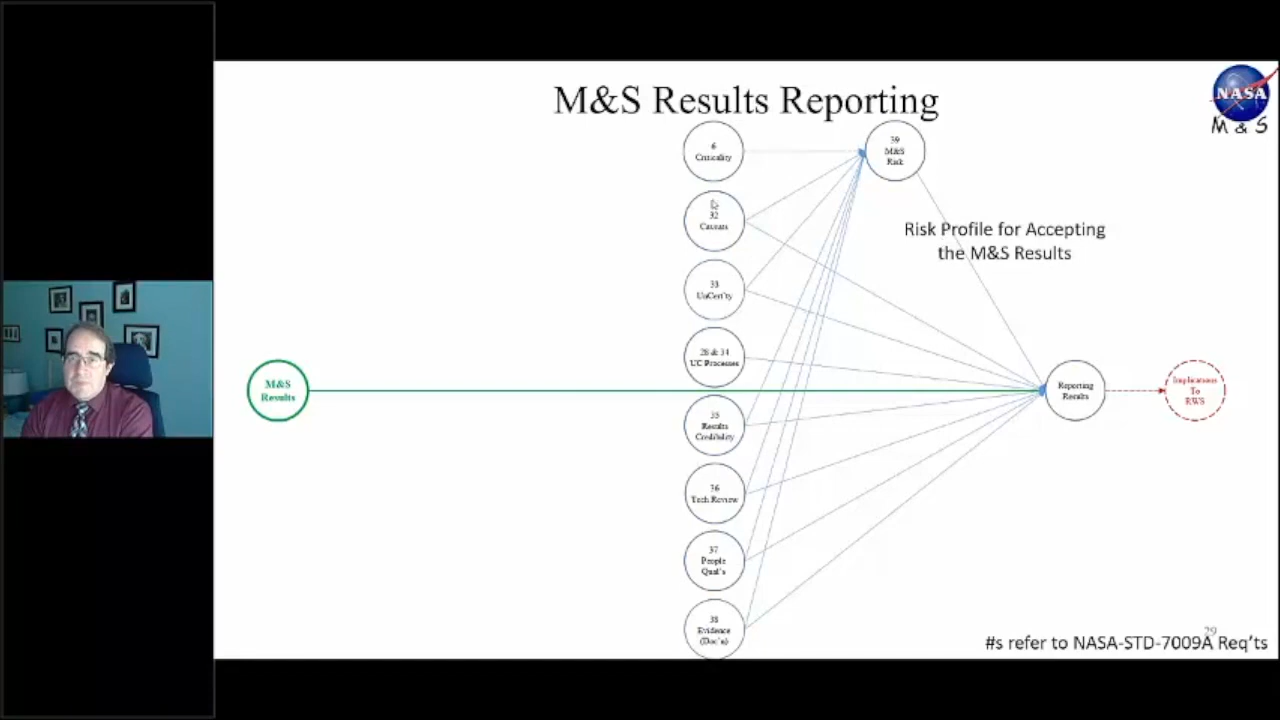 M&S Results Reporting
NASA
M & S
6
Criticality
39
M&S
Risk
32
Caveats
Risk Profile for Accepting
the M&S Results
33
UnCert'ty
28 & 34
UC Processes
M&S
Results
Reporting
Results
Implications
To
RWS
35
Results
Credibility
36
Tech Review
37
People
Qual's
38
Evidence
(Doc'n)
29
#s refer to NASA-STD-7009A Req'ts